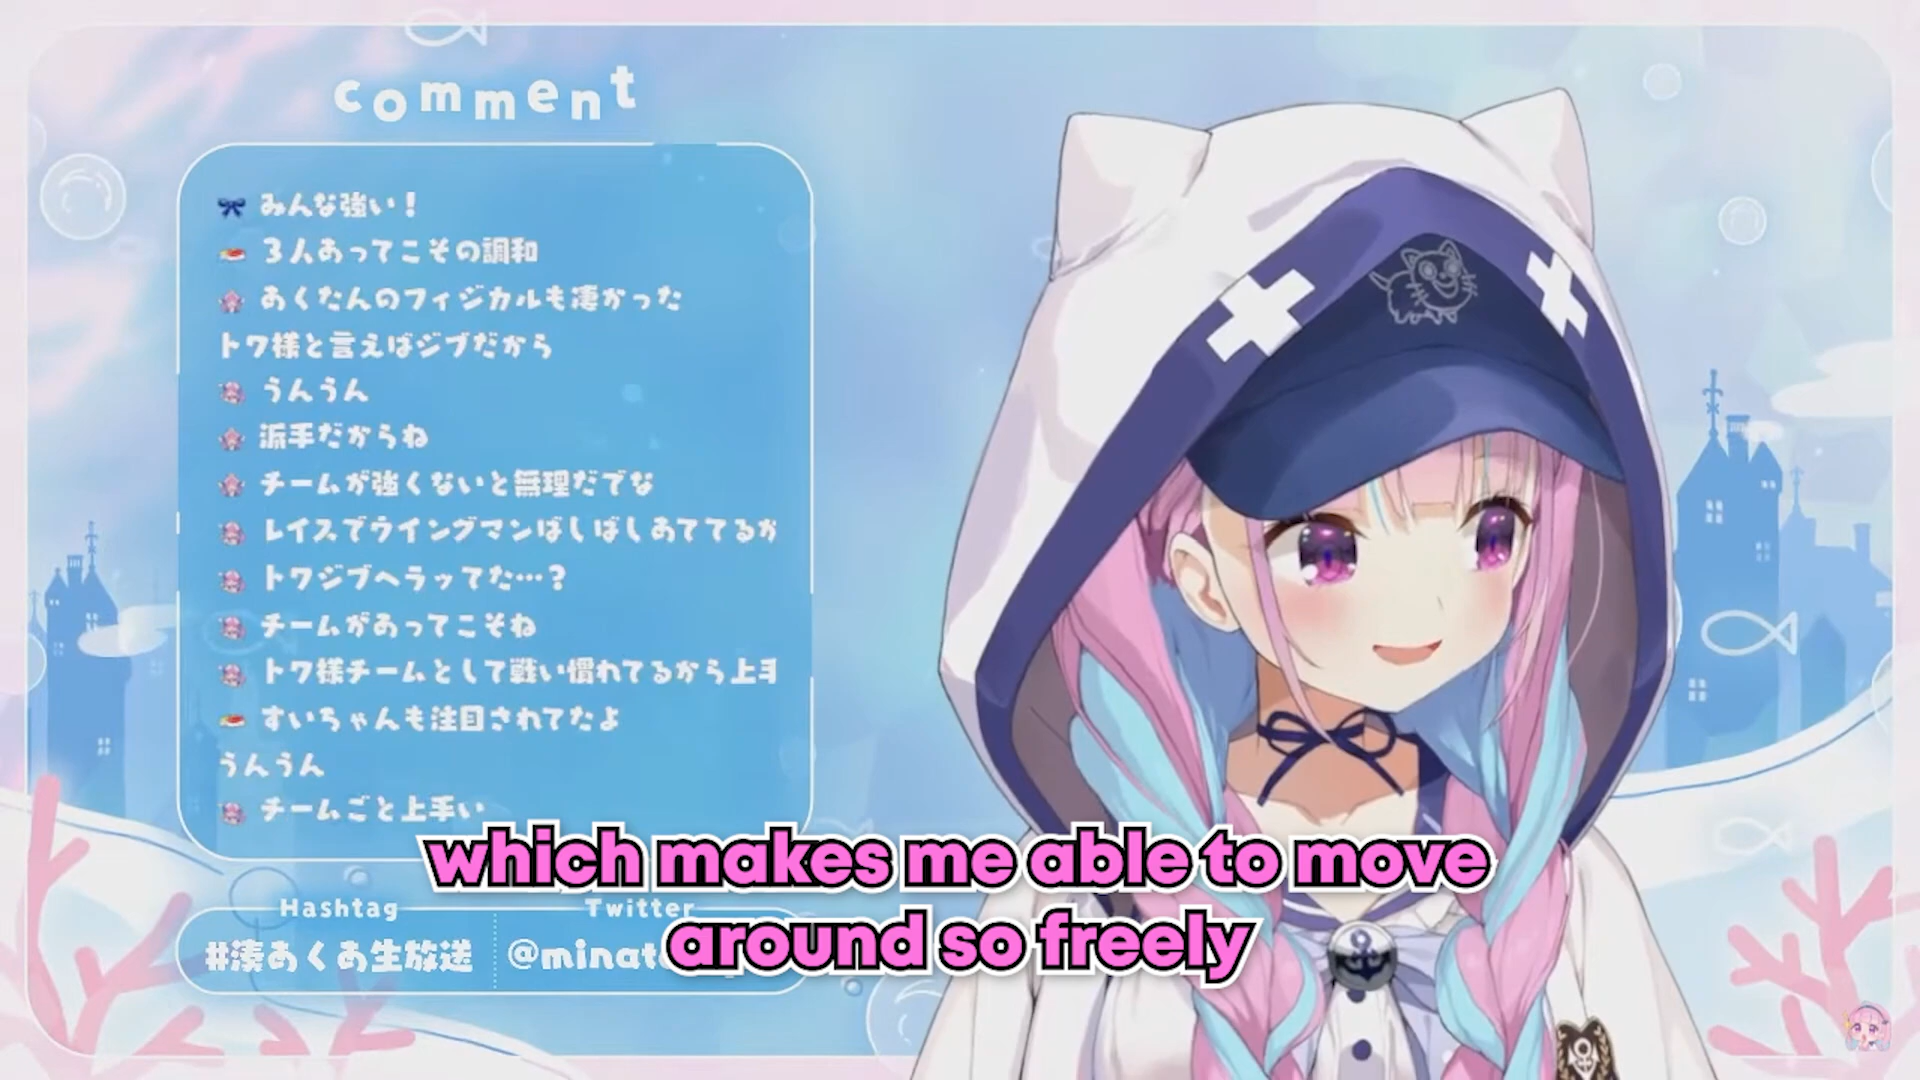 comment
みんな強い！
3人あってこその調和
あくたんのフィジカルも凄かった
トワ様と言えばジブだから
うんうん
派手だからね
チームが強くないと無理だでな
レイスでウイングマンばしばしあててるが
トワジブヘラッてた…？
チームがあってこそね
トワ様チームとして戦い慣れてるから上手
すいちゃんも注目されてたよ
うんうん
チームごと上手い
which makes me able to move
around so freely
Hashtag
Twitter
#湊あくあ生放送